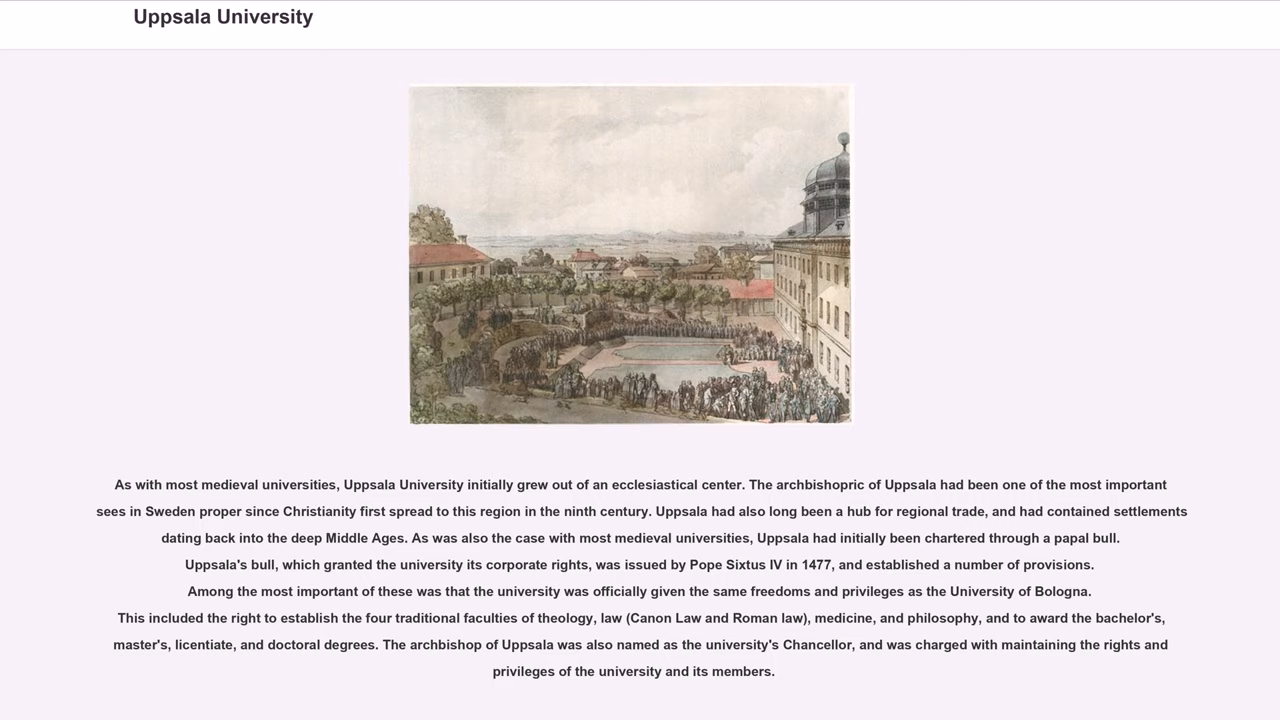 Uppsala University
As with most medieval universities, Uppsala University initially grew out of an ecclesiastical center. The archbishopric of Uppsala had been one of the most important
sees in Sweden proper since Christianity first spread to this region in the ninth century. Uppsala had also long been a hub for regional trade, and had contained settlements
dating back into the deep Middle Ages. As was also the case with most medieval universities, Uppsala had initially been chartered through a papal bull.
Uppsala's bull, which granted the university its corporate rights, was issued by Pope Sixtus IV in 1477, and established a number of provisions.
Among the most important of these was that the university was officially given the same freedoms and privileges as the University of Bologna.
This included the right to establish the four traditional faculties of theology, law (Canon Law and Roman law), medicine, and philosophy, and to award the bachelor's,
master's, licentiate, and doctoral degrees. The archbishop of Uppsala was also named as the university's Chancellor, and was charged with maintaining the rights and
privileges of the university and its members.